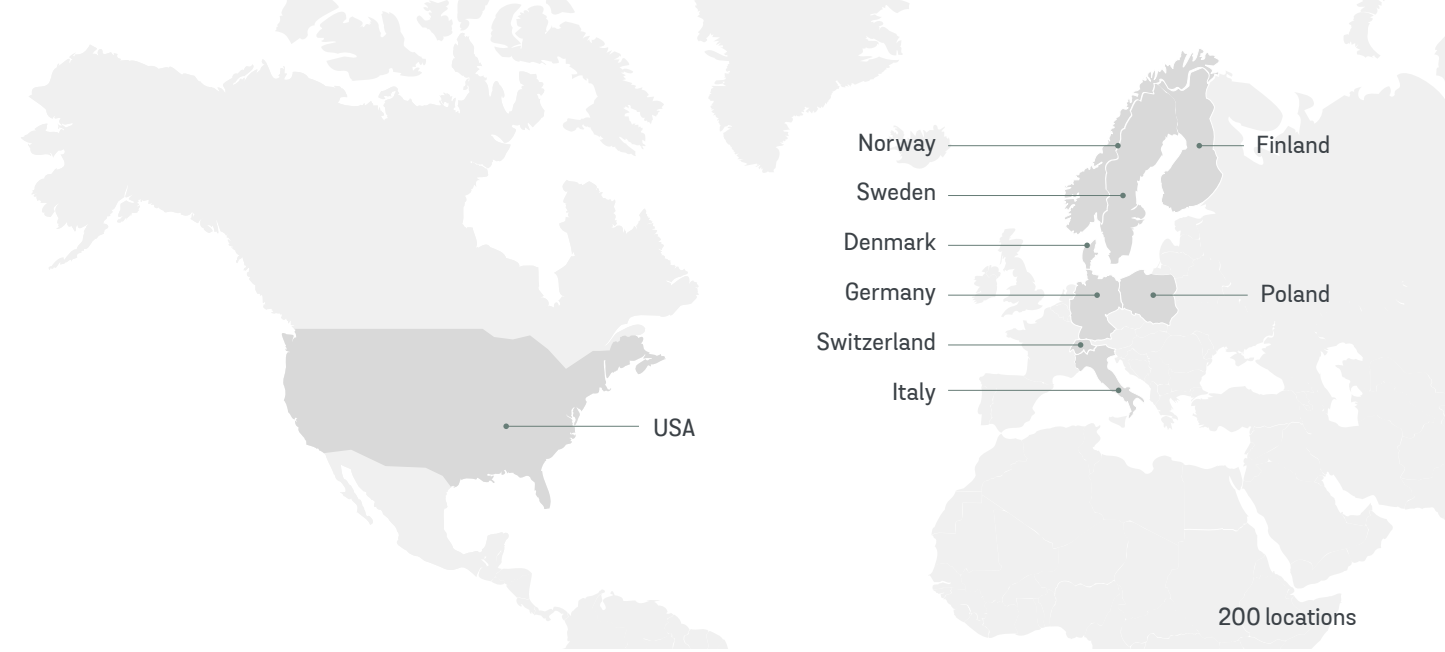 Norway
Finland
Sweden
Denmark
Germany
Poland
Switzerland
Italy
USA
200 locations